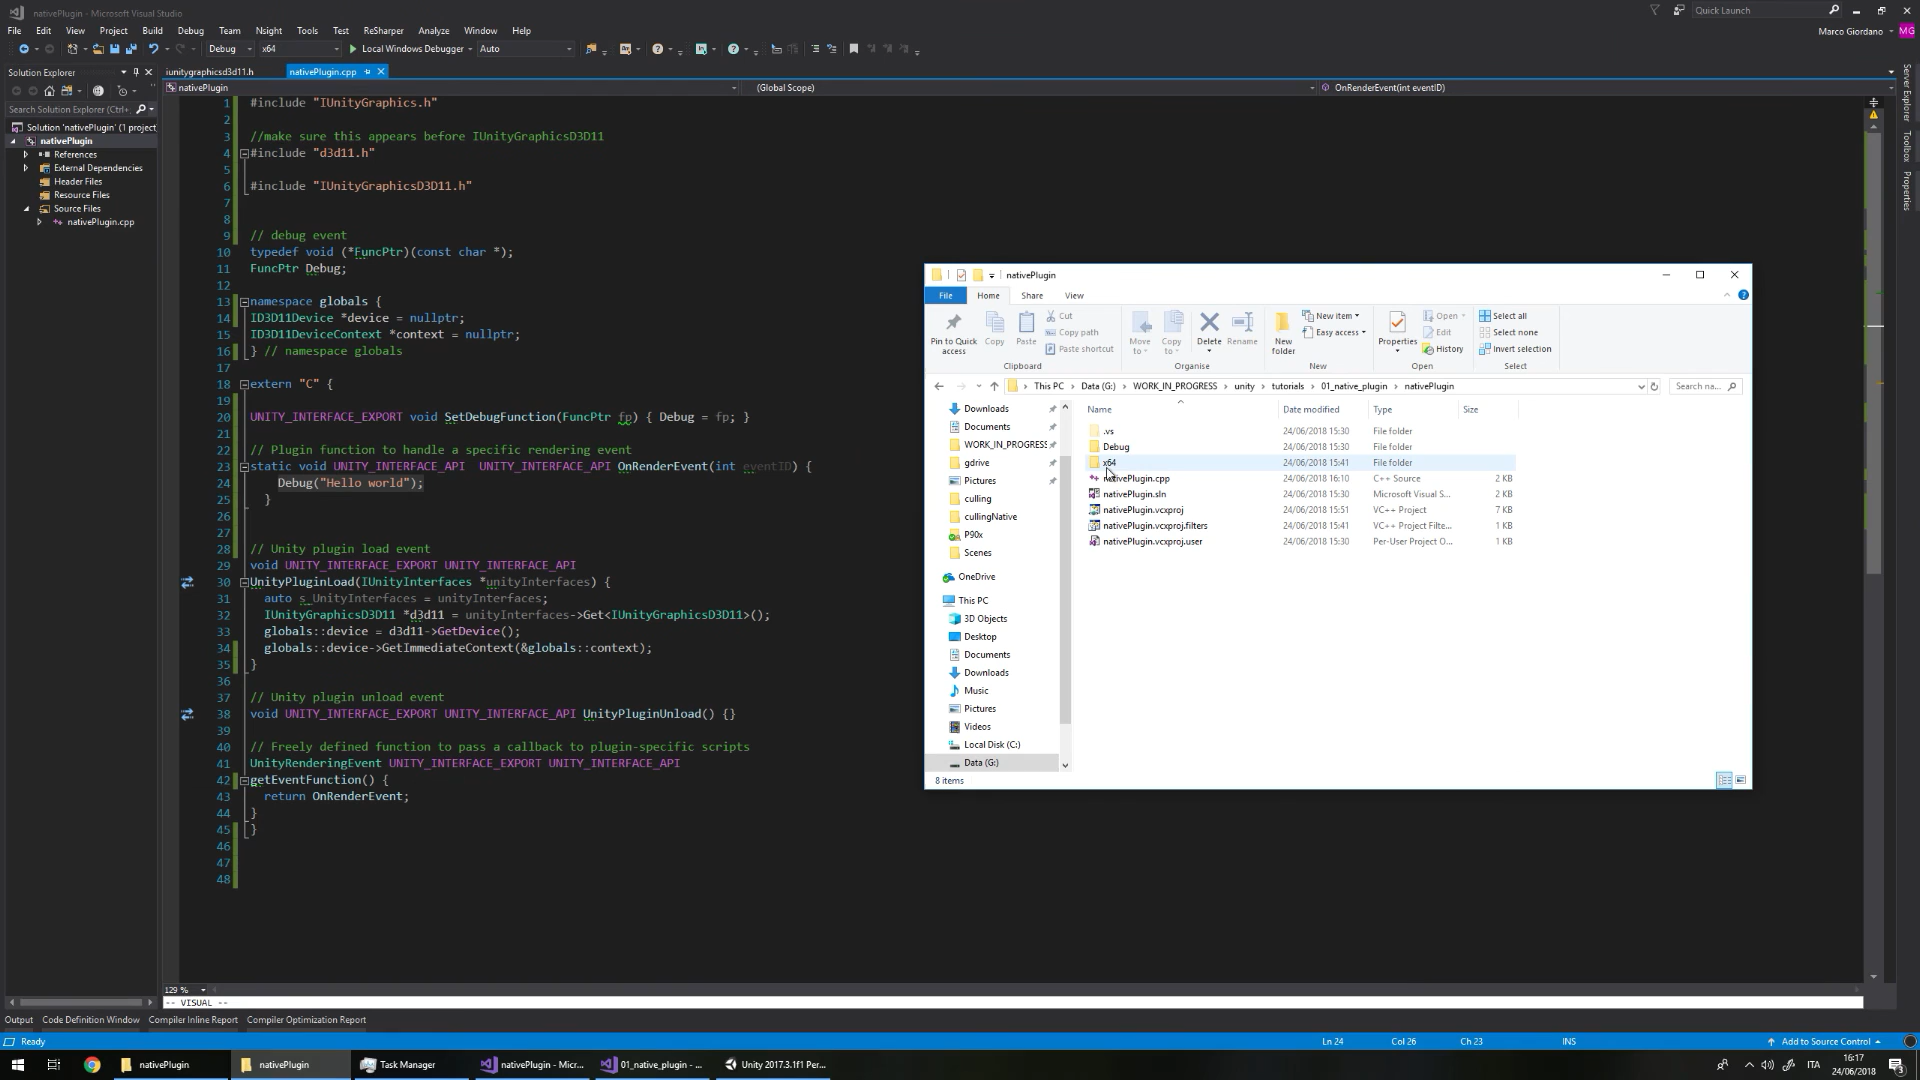 nativePlugin - Microsoft Visual Studio
Quick Launch
File Edit View Project Build Debug Team Nsight Tools Test ReSharper Analyze Window Help
Marco Giordano MG
Debug x64 Local Windows Debugger Auto
Solution Explorer
iunitygraphicsd3d11.h nativePlugin.cpp
nativePlugin (Global Scope) OnRenderEvent(int eventID)
Search Solution Explorer (Ctrl+
Solution 'nativePlugin' (1 project
nativePlugin
References
External Dependencies
Header Files
Resource Files
Source Files
nativePlugin.cpp
Server Explorer
Toolbox
Properties
1 #include "IUnityGraphics.h"
2
3 //make sure this appears before IUnityGraphicsD3D11
4 #include "d3d11.h"
5
6 #include "IUnityGraphicsD3D11.h"
7
8
9 // debug event
10 typedef void (*FuncPtr)(const char *);
11 FuncPtr Debug;
12
13 namespace globals {
14 ID3D11Device *device = nullptr;
15 ID3D11DeviceContext *context = nullptr;
16 } // namespace globals
17
18 extern "C" {
19
20 UNITY_INTERFACE_EXPORT void SetDebugFunction(FuncPtr fp) { Debug = fp; }
21
22 // Plugin function to handle a specific rendering event
23 static void UNITY_INTERFACE_API UNITY_INTERFACE_API OnRenderEvent(int eventID) {
24 Debug("Hello world");
25 }
26
27
28 // Unity plugin load event
29 void UNITY_INTERFACE_EXPORT UNITY_INTERFACE_API
30 UnityPluginLoad(IUnityInterfaces *unityInterfaces) {
31 auto s_UnityInterfaces = unityInterfaces;
32 IUnityGraphicsD3D11 *d3d11 = unityInterfaces->Get<IUnityGraphicsD3D11>();
33 globals::device = d3d11->GetDevice();
34 globals::device->GetImmediateContext(&globals::context);
35 }
36
37 // Unity plugin unload event
38 void UNITY_INTERFACE_EXPORT UNITY_INTERFACE_API UnityPluginUnload() {}
39
40 // Freely defined function to pass a callback to plugin-specific scripts
41 UnityRenderingEvent UNITY_INTERFACE_EXPORT UNITY_INTERFACE_API
42 getEventFunction() {
43 return OnRenderEvent;
44 }
45 }
46
47
48
nativePlugin
File Home Share View
Pin to Quick access
Copy
Paste
Cut
Copy path
Paste shortcut
Move to
Copy to
Delete
Rename
New folder
New item
Easy access
Properties
Open
Edit
History
Select all
Select none
Invert selection
Clipboard Organise New Open Select
This PC Data (G:) WORK_IN_PROGRESS unity tutorials 01_native_plugin nativePlugin
Search na...
Downloads
Documents
WORK_IN_PROGRESS
gdrive
Pictures
culling
cullingNative
P90x
Scenes
OneDrive
This PC
3D Objects
Desktop
Documents
Downloads
Music
Pictures
Videos
Local Disk (C:)
Data (G:)
Name Date modified Type Size
.vs 24/06/2018 15:30 File folder
Debug 24/06/2018 15:30 File folder
x64 24/06/2018 15:41 File folder
nativePlugin.cpp 24/06/2018 16:10 C++ Source 2 KB
nativePlugin.sln 24/06/2018 15:30 Microsoft Visual S... 2 KB
nativePlugin.vcxproj 24/06/2018 15:51 VC++ Project 7 KB
nativePlugin.vcxproj.filters 24/06/2018 15:41 VC++ Project Filte... 1 KB
nativePlugin.vcxproj.user 24/06/2018 15:30 Per-User Project O... 1 KB
8 items
129 %
-- VISUAL --
Output Code Definition Window Compiler Inline Report Compiler Optimization Report
Ready Ln 24 Col 26 Ch 23 INS Add to Source Control
nativePlugin nativePlugin Task Manager nativePlugin - Micr... 01_native_plugin - ... Unity 2017.3.1f1 Per...
ITA 16:17
24/06/2018
3